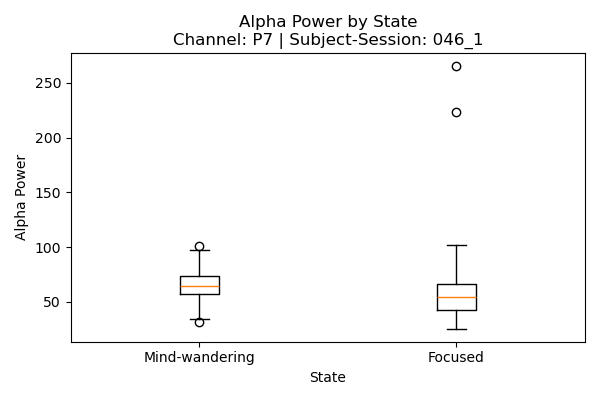 Alpha Power by State
Channel: P7 | Subject-Session: 046_1
Alpha Power
250
200
150
100
50
Mind-wandering
Focused
State